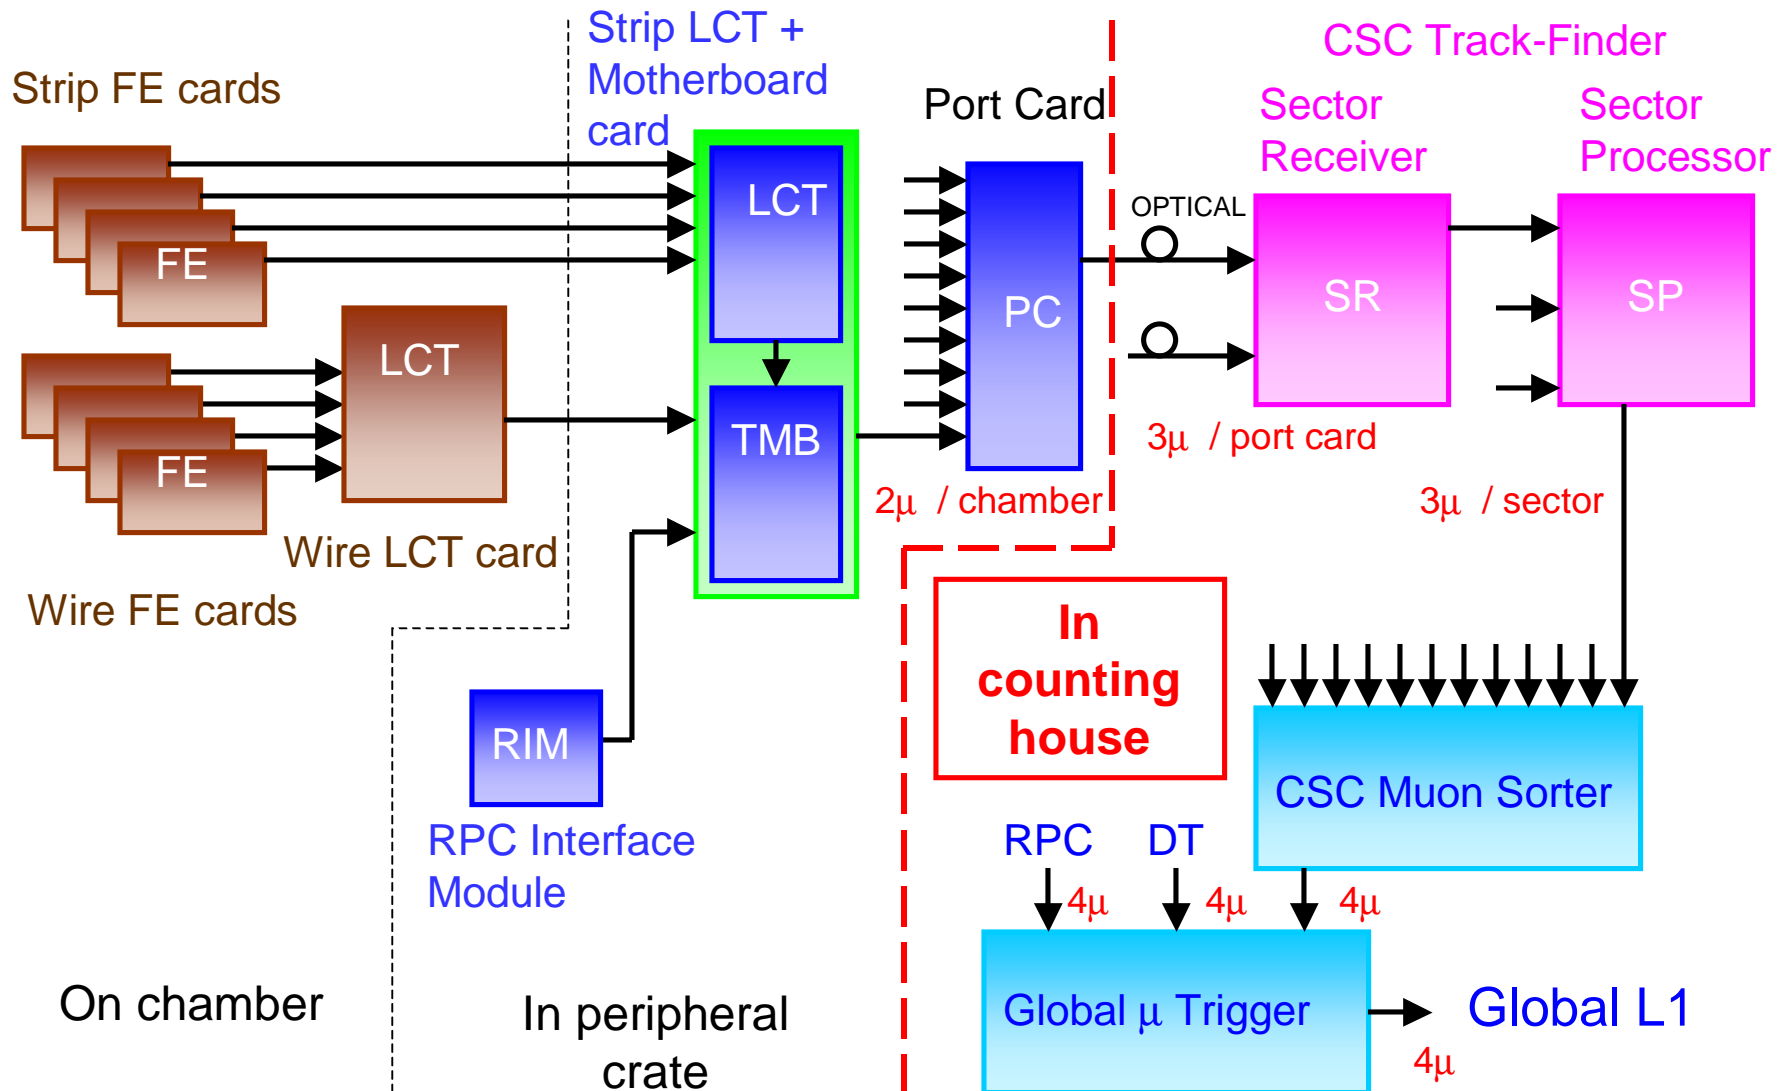 Strip LCT +
Motherboard
card
CSC Track-Finder
Strip FE cards
Port Card
Sector
Receiver
Sector
Processor
LCT
OPTICAL
FE
SR
SP
PC
LCT
TMB
3μ / port card
FE
2μ / chamber
3μ / sector
Wire LCT card
Wire FE cards
In
counting
house
RIM
CSC Muon Sorter
RPC Interface
Module
RPC
DT
4μ
4μ
4μ
On chamber
In peripheral
crate
Global μ Trigger
Global L1
4μ